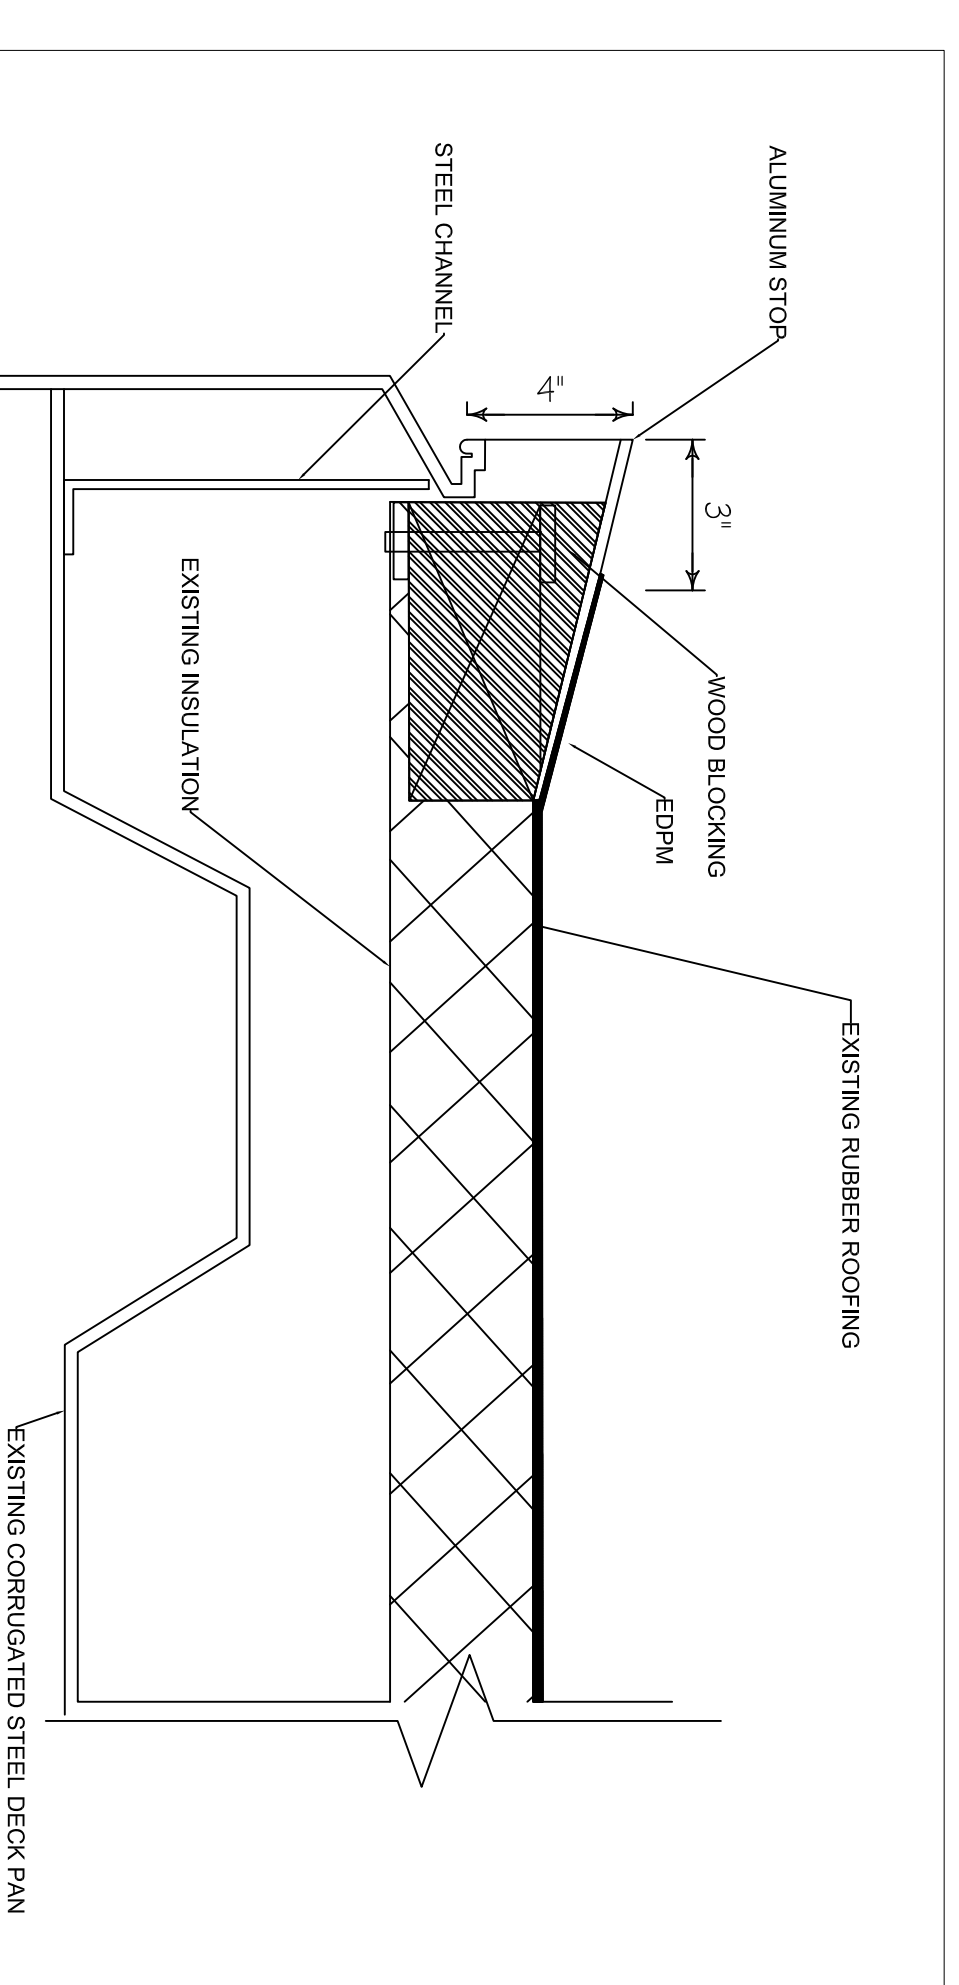 ALUMINUM STOP
STEEL CHANNEL
4"
3"
WOOD BLOCKING
EDPM
EXISTING RUBBER ROOFING
EXISTING INSULATION
EXISTING CORRUGATED STEEL DECK PAN